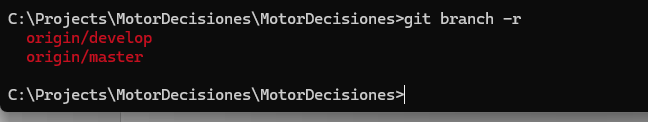 C:\Projects\MotorDecisiones\MotorDecisiones>git branch -r
origin/develop
origin/master
C:\Projects\MotorDecisiones\MotorDecisiones>